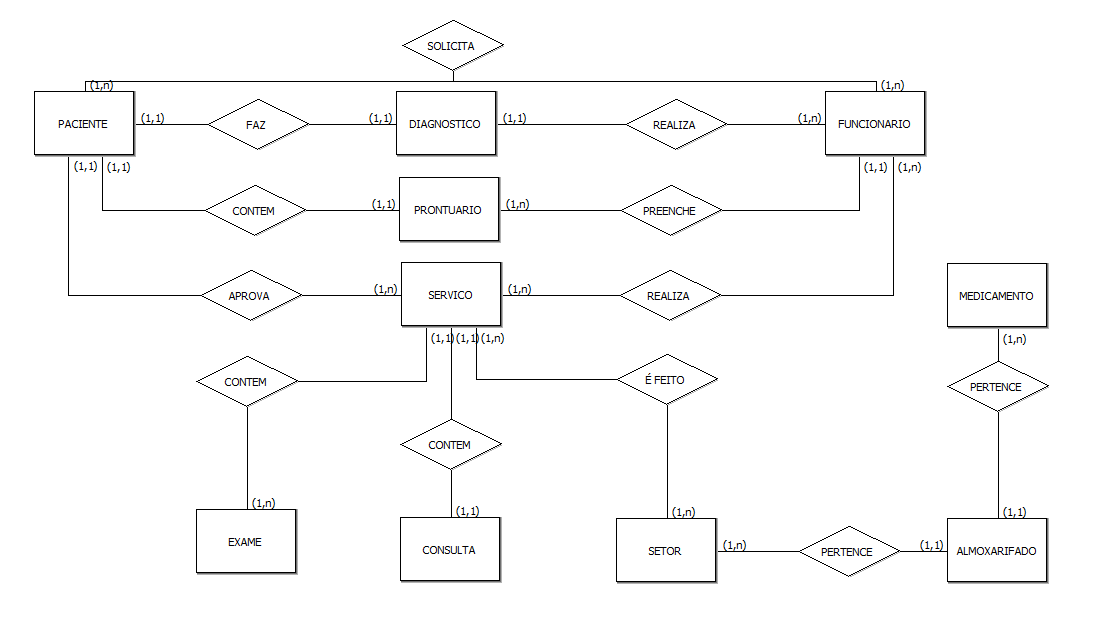 SOLICITA
(1,n) (1,n)
PACIENTE (1,1) FAZ (1,1) DIAGNOSTICO (1,1) REALIZA (1,n) FUNCIONARIO
(1,1) (1,1) (1,1) (1,n)
CONTEM (1,1) PRONTUARIO (1,n) PREENCHE
APROVA (1,n) SERVICO (1,n) REALIZA MEDICAMENTO
(1,1) (1,1) (1,n) (1,n)
CONTEM É FEITO PERTENCE
CONTEM
(1,n) (1,1) (1,n) (1,1)
EXAME CONSULTA SETOR (1,n) PERTENCE (1,1) ALMOXARIFADO